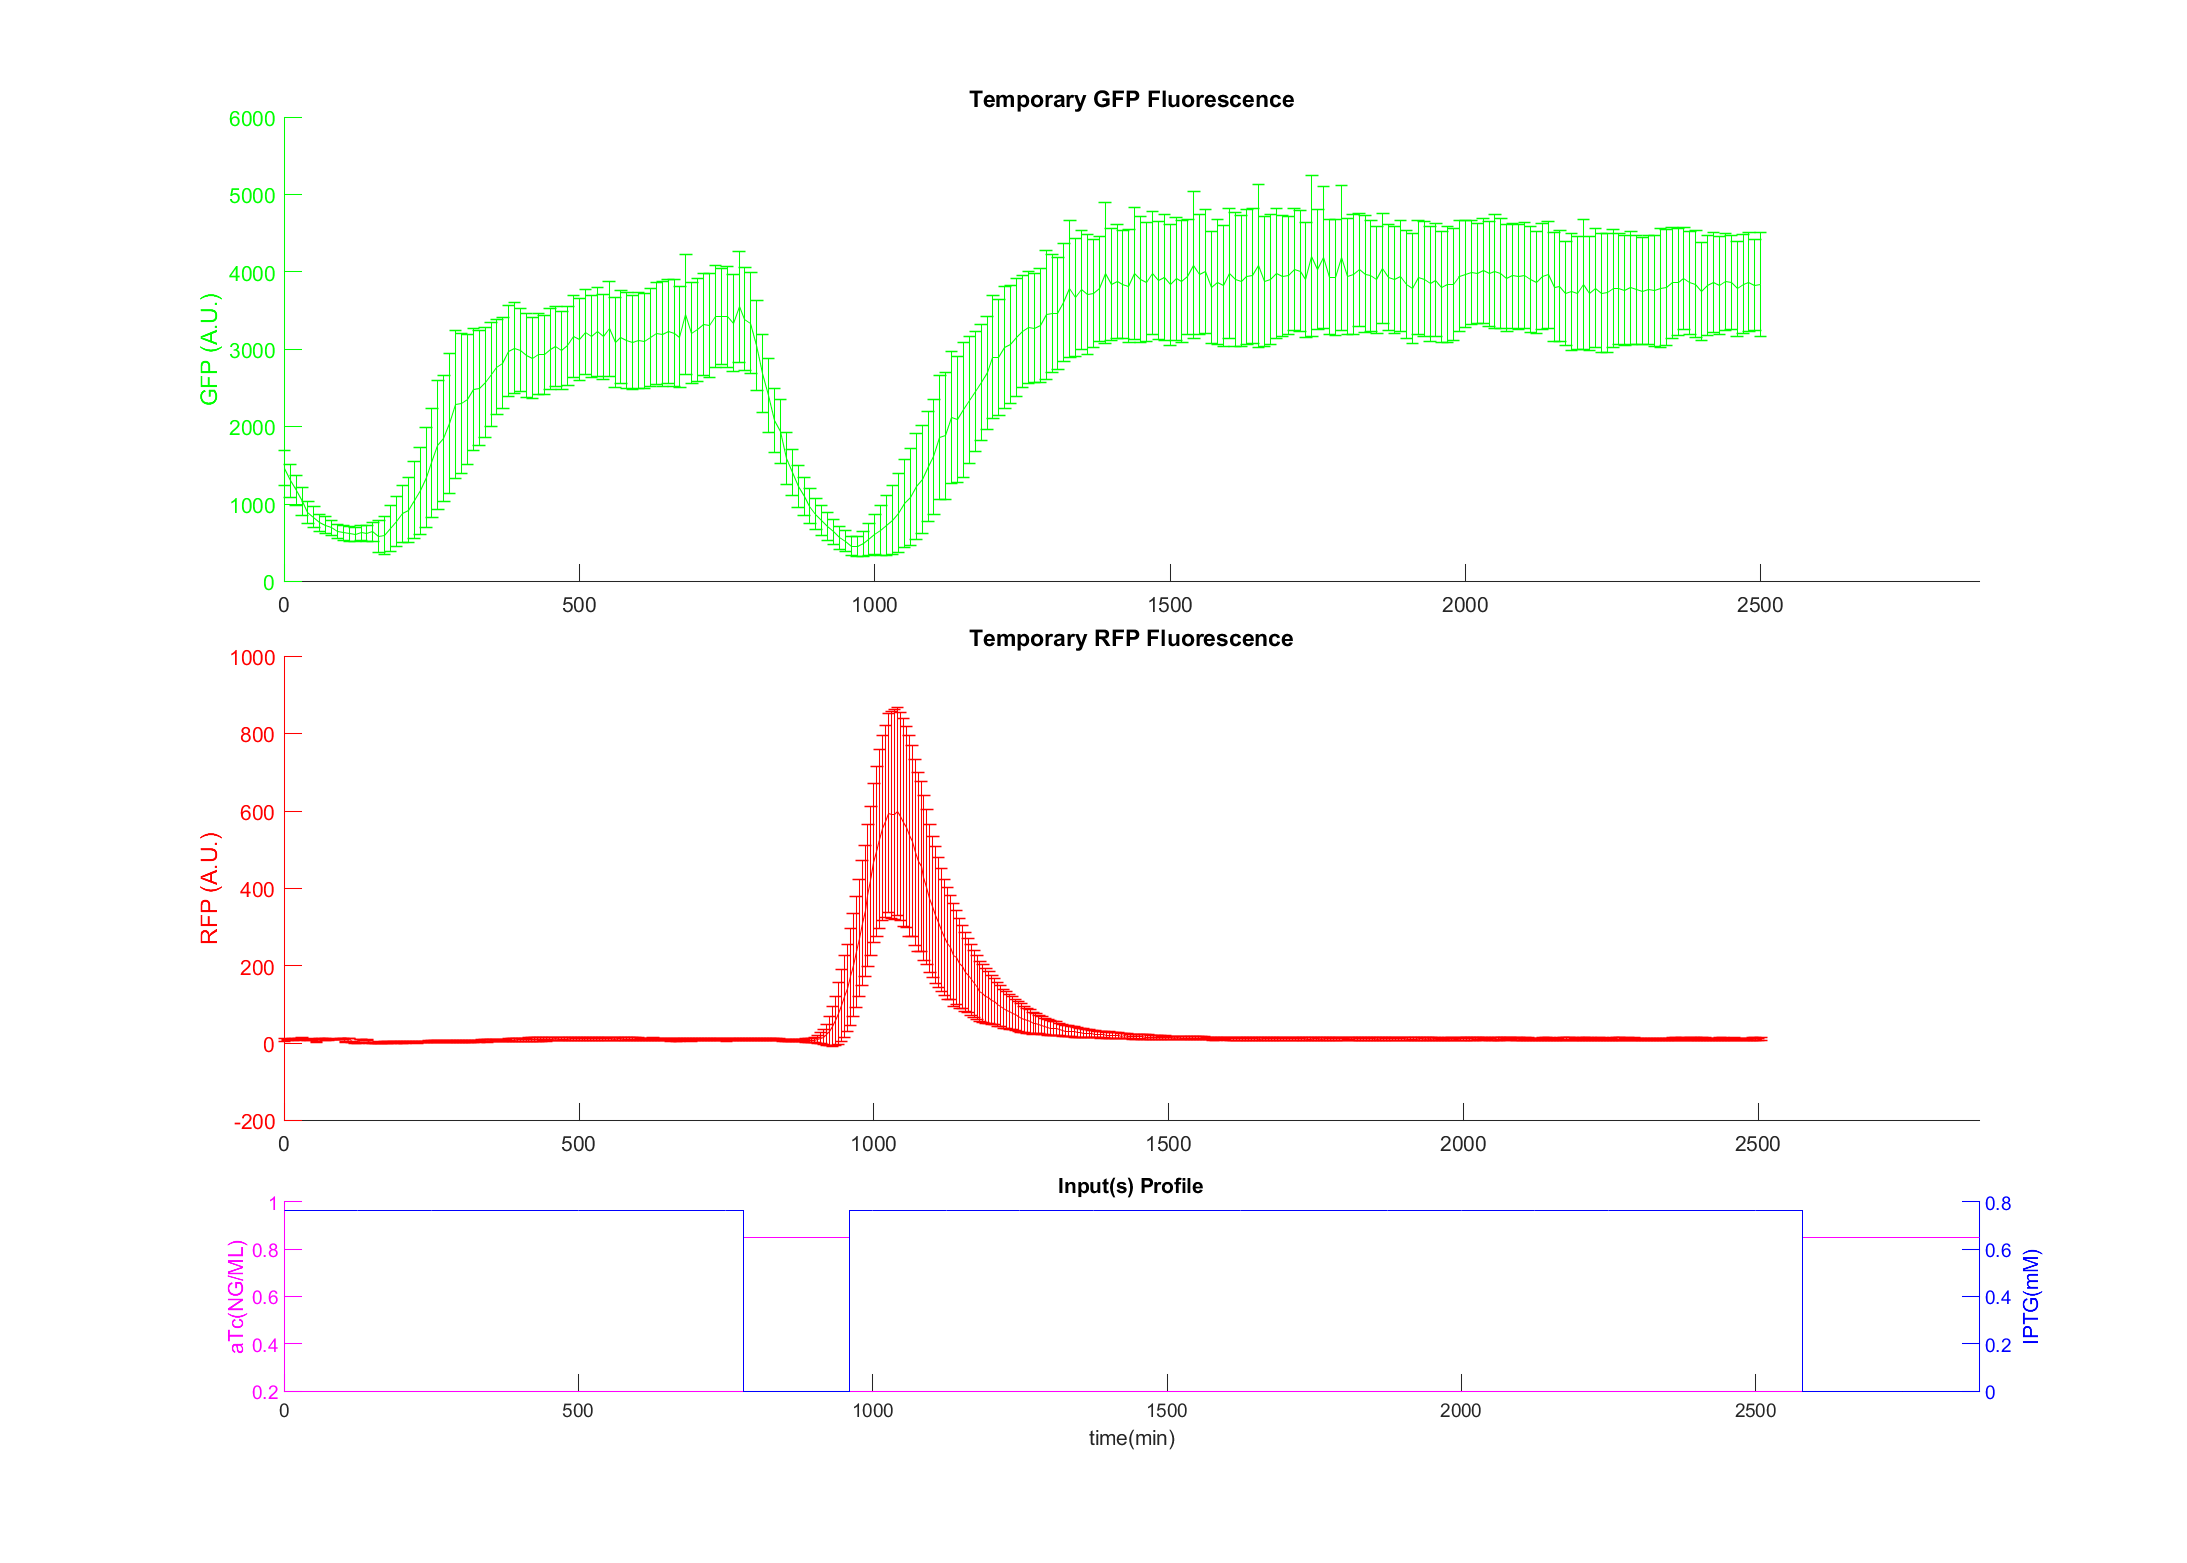 Temporary GFP Fluorescence
GFP (A.U.)
6000
5000
4000
3000
2000
1000
0
0 500 1000 1500 2000 2500
Temporary RFP Fluorescence
RFP (A.U.)
1000
800
600
400
200
0
-200
0 500 1000 1500 2000 2500
Input(s) Profile
aTc(NG/ML)
1
0.8
0.6
0.4
0.2
0.8
0.6
0.4
0.2
0
IPTG(mM)
0 500 1000 1500 2000 2500
time(min)